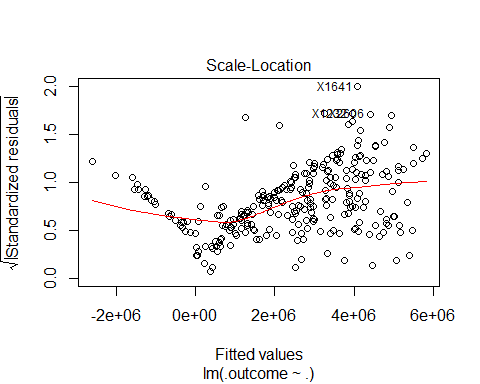 Scale-Location
√|Standardized residuals|
2.0
1.5
1.0
0.5
0.0
X1641
-2e+06 0e+00 2e+06 4e+06 6e+06
Fitted values
lm(.outcome ~ .)